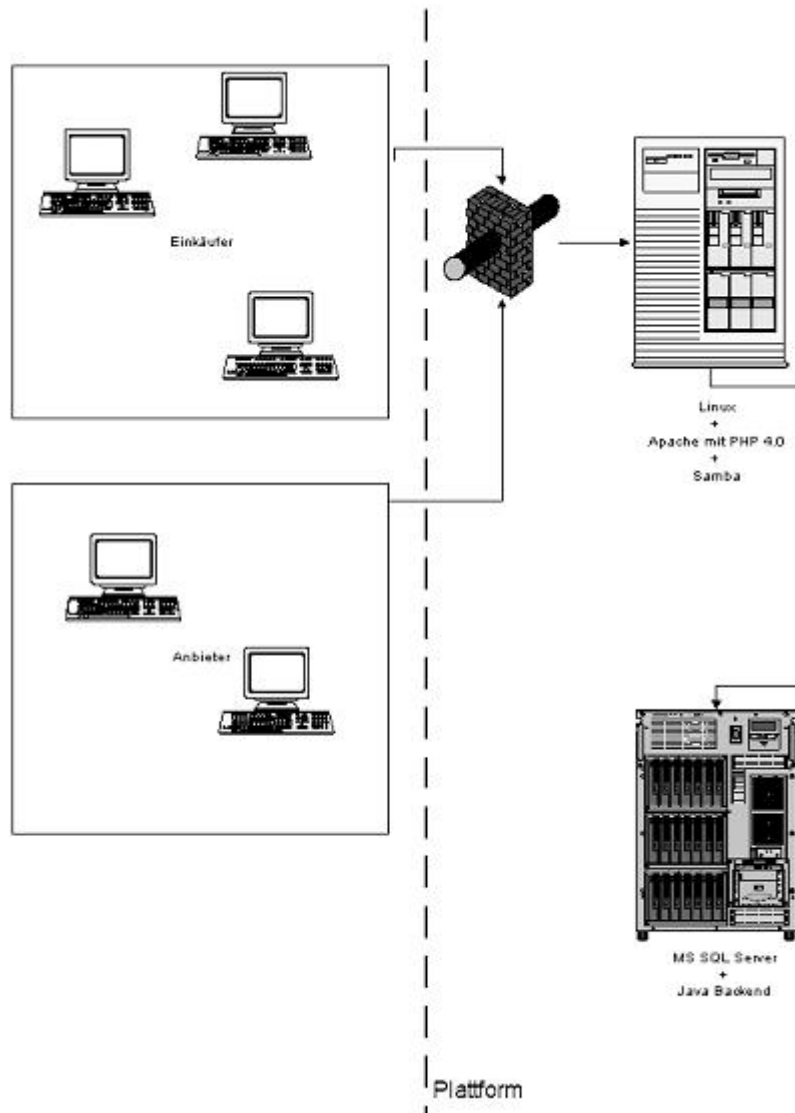 Einkäufer
Linux
+
Apache mit PHP 4.0
+
Samba
Anbieter
MS SQL Server
+
Java Backend
Plattform